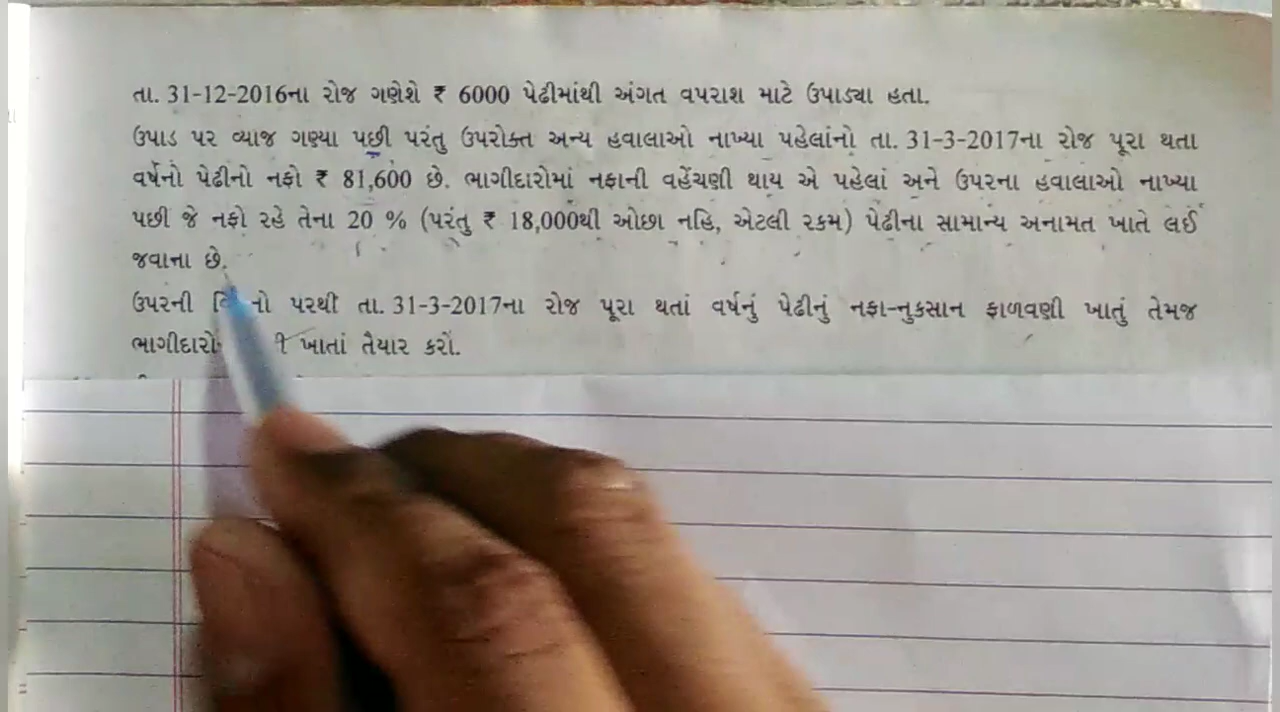 તા. 31-12-2016ના રોજ ગણેશે ₹ 6000 પેઢીમાંથી અંગત વપરાશ માટે ઉપાડ્યા હતા.
ઉપાડ પર વ્યાજ ગણ્યા પછી પરંતુ ઉપરોક્ત અન્ય હવાલાઓ નાખ્યા પહેલાંનો તા. 31-3-2017ના રોજ પૂરા થતા
વર્ષનો પેઢીનો નફો ₹ 81,600 છે. ભાગીદારોમાં નફાની વહેંચણી થાય એ પહેલાં અને ઉપરના હવાલાઓ નાખ્યા
પછી જે નફો રહે તેના 20 % (પરંતુ ₹ 18,000થી ઓછા નહિ, એટલી રકમ) પેઢીના સામાન્ય અનામત ખાતે લઈ
જવાના છે.
ઉપરની પરથી તા. 31-3-2017ના રોજ પૂરા થતાં વર્ષનું પેઢીનું નફા-નુકસાન ફાળવણી ખાતું તેમજ
ખાતાં તૈયાર કરો.